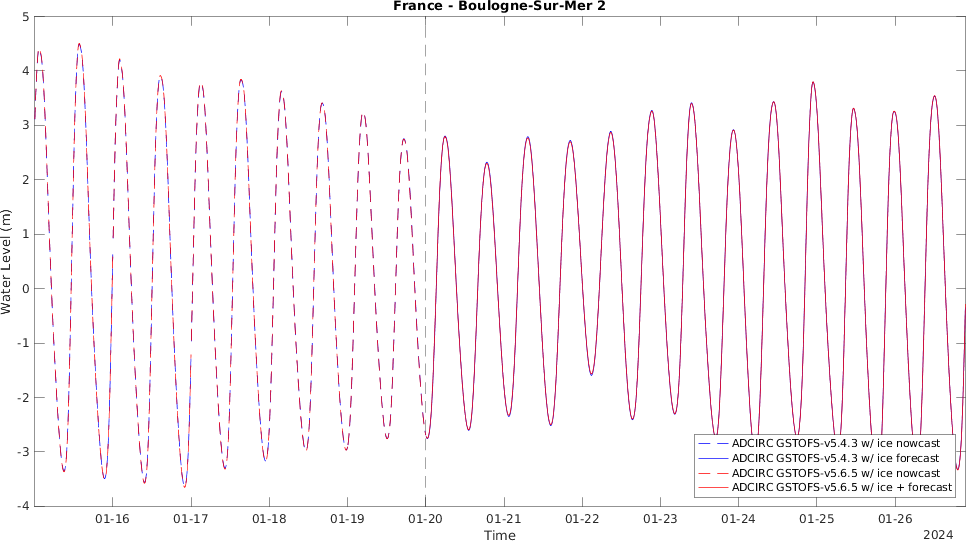 France - Boulogne-Sur-Mer 2
Water Level (m)
5
4
3
2
1
0
-1
-2
-3
-4
01-16 01-17 01-18 01-19 01-20 01-21 01-22 01-23 01-24 01-25 01-26
Time
2024
ADCIRC GSTOFS-v5.4.3 w/ ice nowcast
ADCIRC GSTOFS-v5.4.3 w/ ice forecast
ADCIRC GSTOFS-v5.6.5 w/ ice nowcast
ADCIRC GSTOFS-v5.6.5 w/ ice + forecast